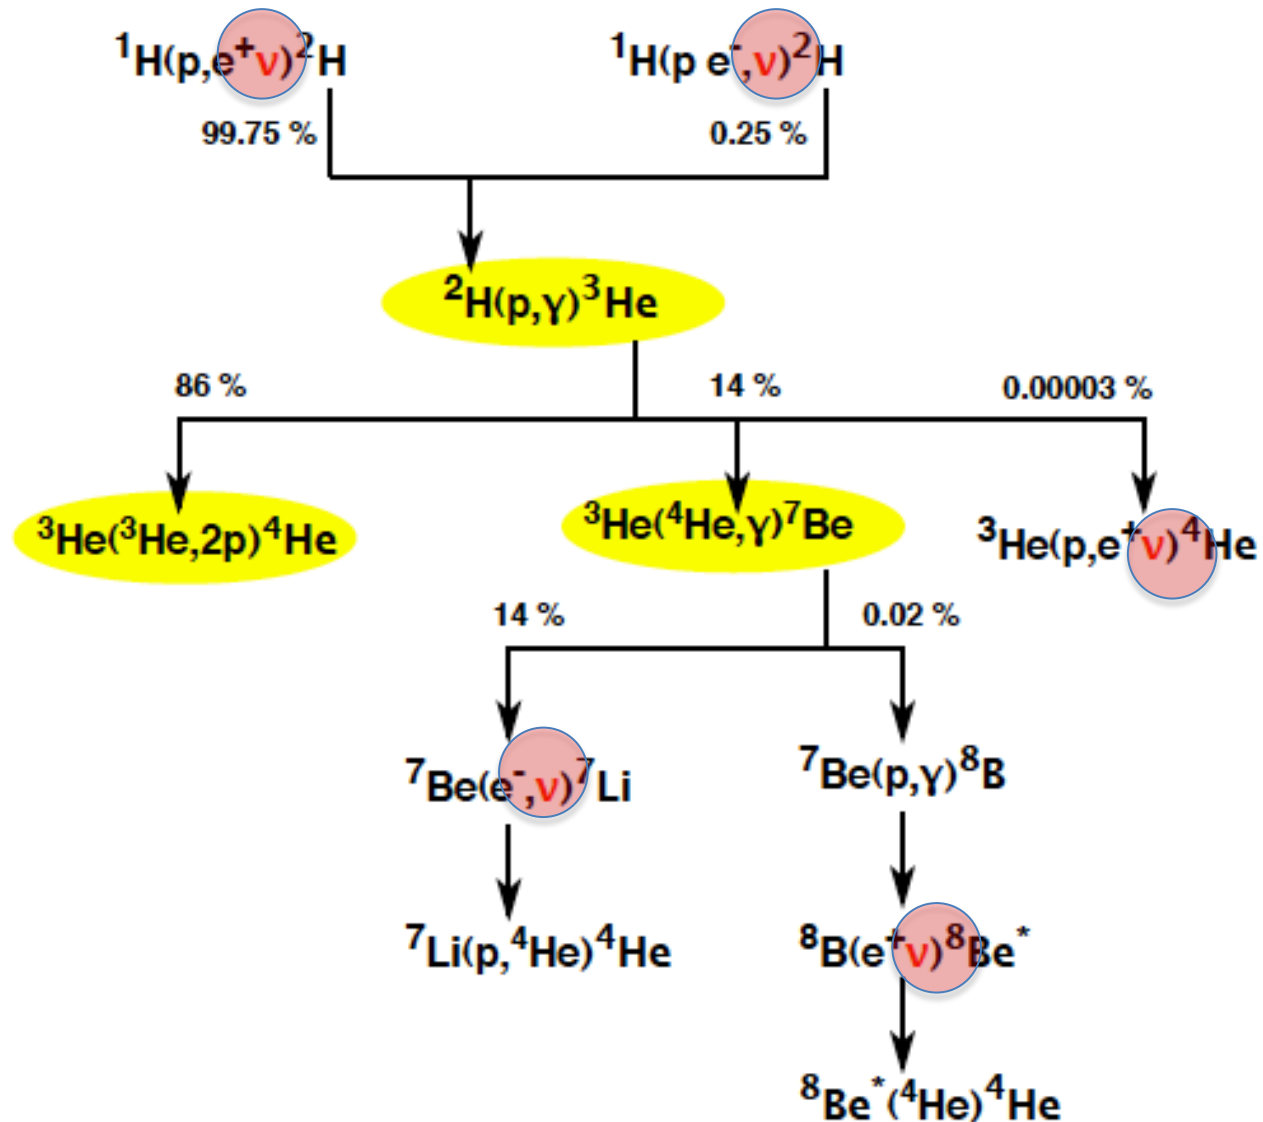 ¹H(p,e⁺ν)²H
¹H(p e⁻,ν)²H
99.75 %
0.25 %
²H(p,γ)³He
86 %
14 %
0.00003 %
³He(³He,2p)⁴He
³He(⁴He,γ)⁷Be
³He(p,e⁺ν)⁴He
14 %
0.02 %
⁷Be(e⁻,ν)⁷Li
⁷Be(p,γ)⁸B
⁷Li(p,⁴He)⁴He
⁸B(e⁺ν)⁸Be*
⁸Be*(⁴He)⁴He